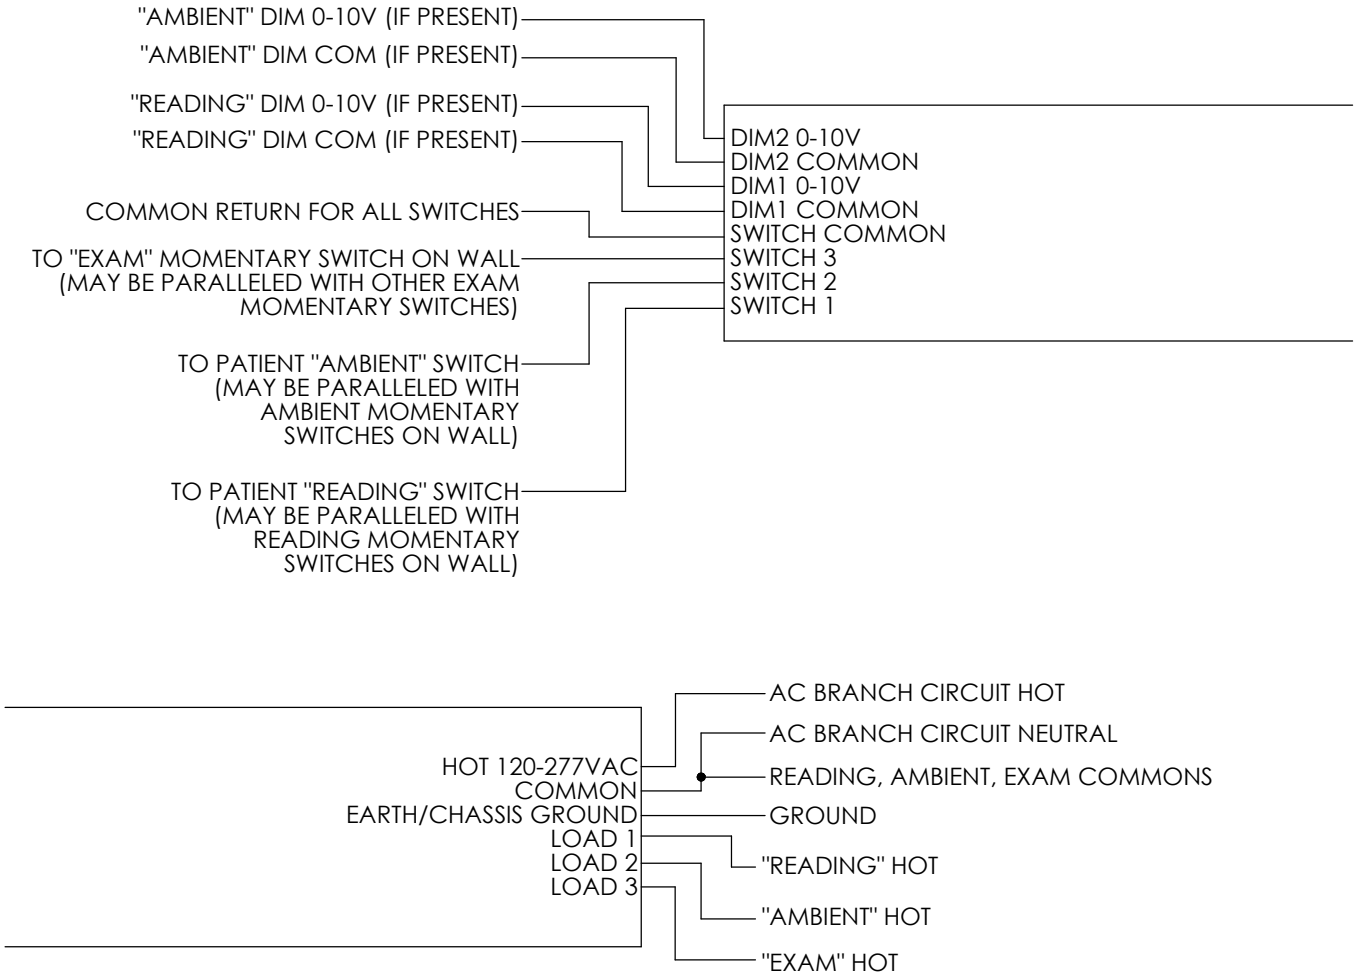 "AMBIENT" DIM 0-10V (IF PRESENT)
"AMBIENT" DIM COM (IF PRESENT)
"READING" DIM 0-10V (IF PRESENT)
"READING" DIM COM (IF PRESENT)
COMMON RETURN FOR ALL SWITCHES
TO "EXAM" MOMENTARY SWITCH ON WALL
(MAY BE PARALLELED WITH OTHER EXAM
MOMENTARY SWITCHES)
TO PATIENT "AMBIENT" SWITCH
(MAY BE PARALLELED WITH
AMBIENT MOMENTARY
SWITCHES ON WALL)
TO PATIENT "READING" SWITCH
(MAY BE PARALLELED WITH
READING MOMENTARY
SWITCHES ON WALL)
DIM2 0-10V
DIM2 COMMON
DIM1 0-10V
DIM1 COMMON
SWITCH COMMON
SWITCH 3
SWITCH 2
SWITCH 1
HOT 120-277VAC
COMMON
EARTH/CHASSIS GROUND
LOAD 1
LOAD 2
LOAD 3
AC BRANCH CIRCUIT HOT
AC BRANCH CIRCUIT NEUTRAL
READING, AMBIENT, EXAM COMMONS
GROUND
"READING" HOT
"AMBIENT" HOT
"EXAM" HOT